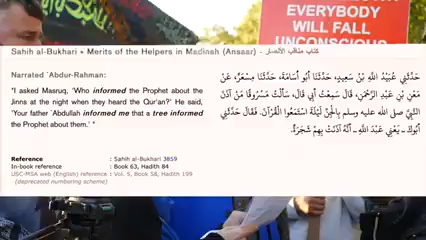 EVERYBODY
WILL FALL
UNCONSCIOUS
Sahih al-Bukhari » Merits of the Helpers in Madinah (Ansaar) - كتاب مناقب الأنصار
Narrated `Abdur-Rahman:
"I asked Masruq, 'Who informed the Prophet about the
Jinns at the night when they heard the Qur'an?' He said,
'Your father `Abdullah informed me that a tree informed
the Prophet about them.' "
حَدَّثَنِي عُبَيْدُ اللَّهِ بْنُ سَعِيدٍ، حَدَّثَنَا أَبُو أُسَامَةَ، حَدَّثَنَا مِسْعَرٌ، عَنْ
مَعْنِ بْنِ عَبْدِ الرَّحْمَنِ، قَالَ سَمِعْتُ أَبِي قَالَ، سَأَلْتُ مَسْرُوقًا مَنْ آذَنَ
النَّبِيَّ صلى الله عليه وسلم بِالْجِنِّ لَيْلَةَ اسْتَمَعُوا الْقُرْآنَ. فَقَالَ حَدَّثَنِي
أَبُوكَ ـ يَعْنِي عَبْدَ اللَّهِ ـ أَنَّهُ آذَنَتْ بِهِمْ شَجَرَةٌ.
Reference : Sahih al-Bukhari 3859
In-book reference : Book 63, Hadith 84
USC-MSA web (English) reference : Vol. 5, Book 58, Hadith 199
(deprecated numbering scheme)